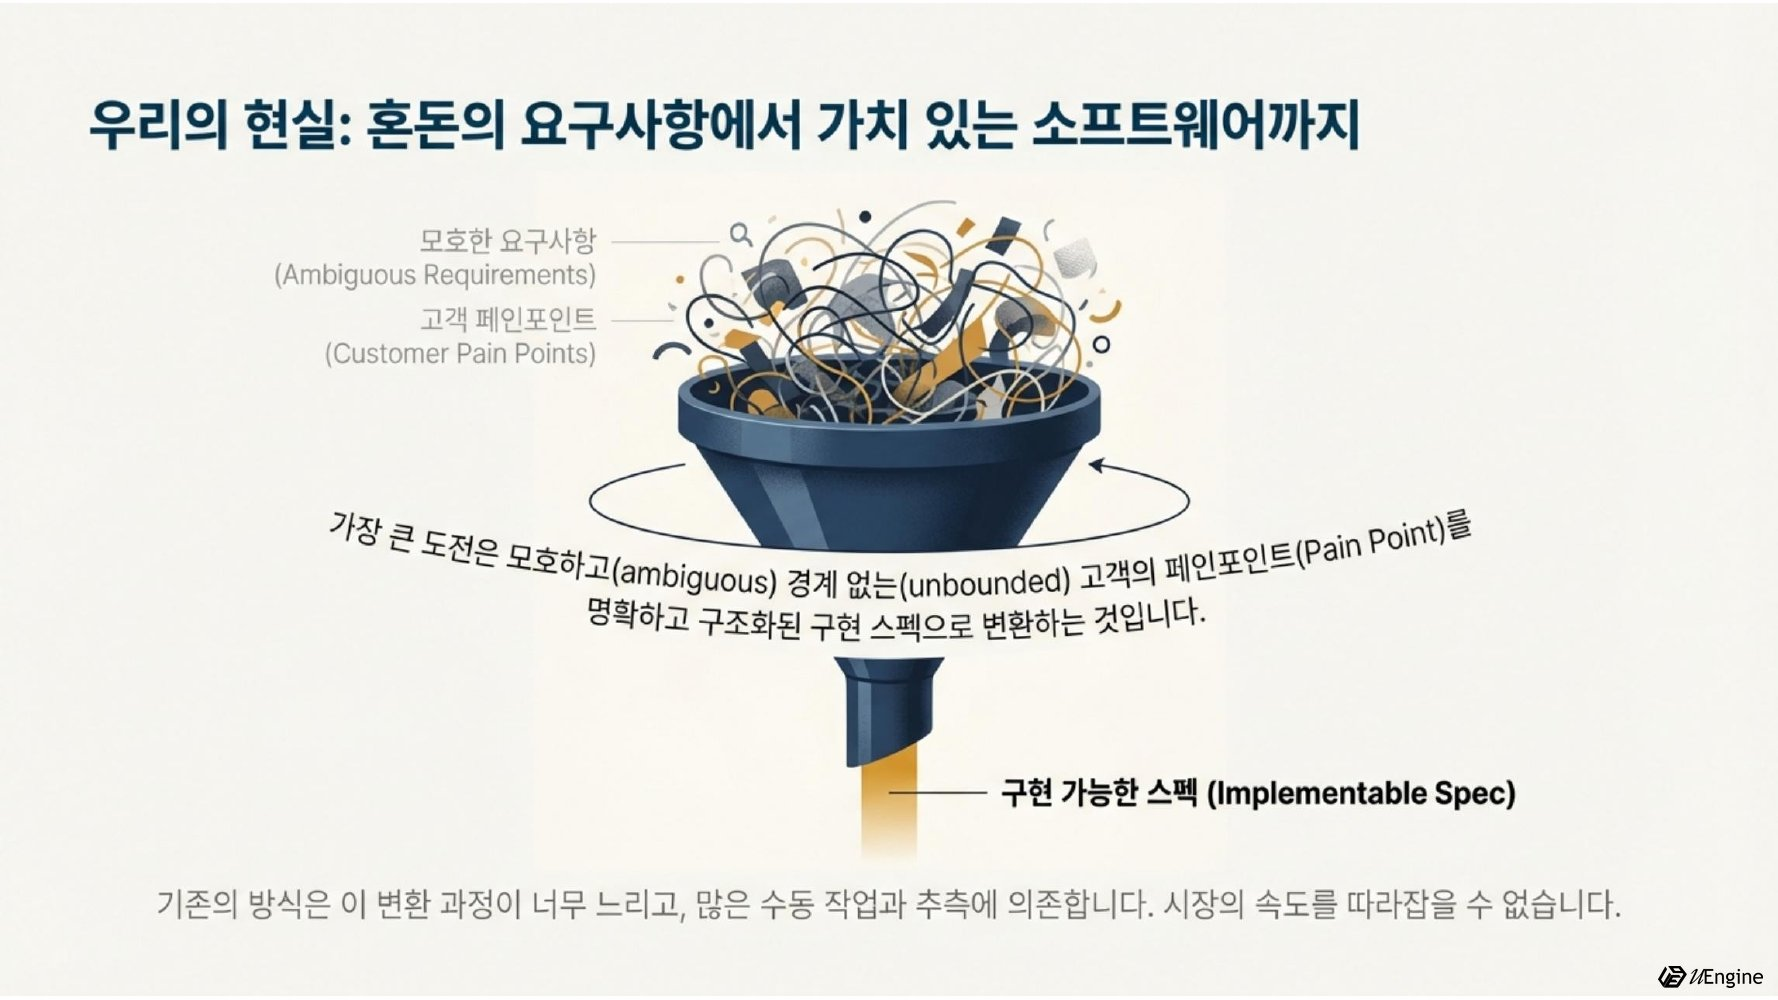 우리의 현실: 혼돈의 요구사항에서 가치 있는 소프트웨어까지
모호한 요구사항
(Ambiguous Requirements)
고객 페인포인트
(Customer Pain Points)
가장 큰 도전은 모호하고(ambiguous) 경계 없는(unbounded) 고객의 페인포인트(Pain Point)를
명확하고 구조화된 구현 스펙으로 변환하는 것입니다.
구현 가능한 스펙 (Implementable Spec)
기존의 방식은 이 변환 과정이 너무 느리고, 많은 수동 작업과 추측에 의존합니다. 시장의 속도를 따라잡을 수 없습니다.
uEngine